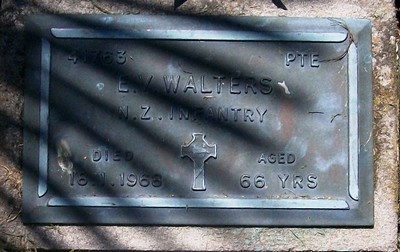 PTE
E.V. WALTERS
N.Z. INFANTRY
DIED AGED
1968 66 YRS